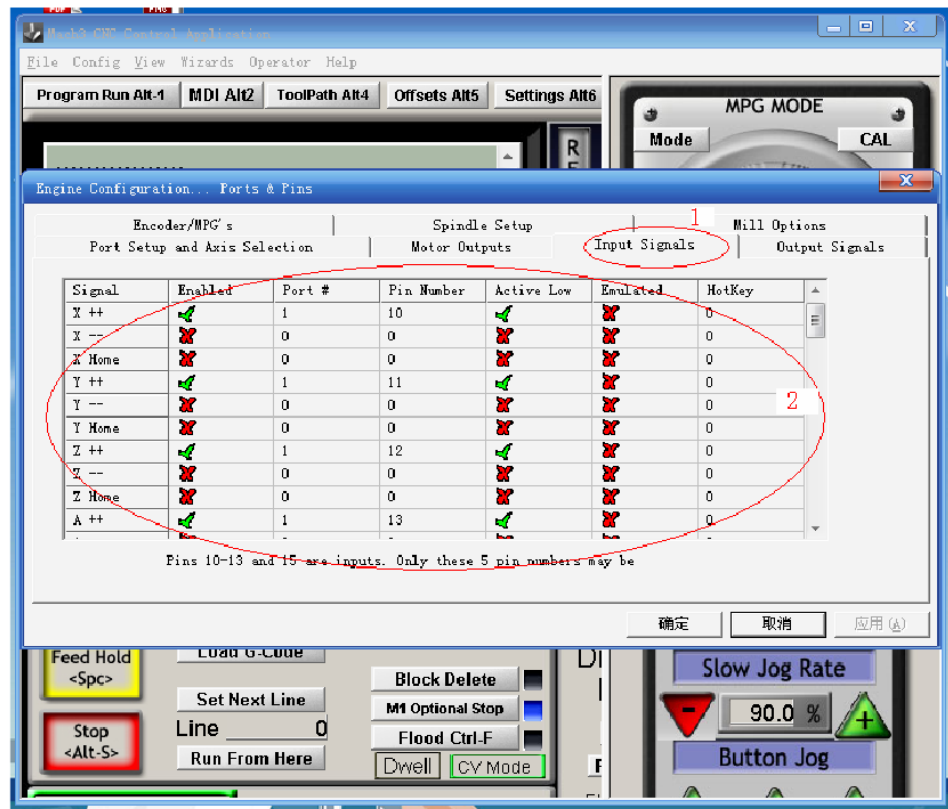 Mach3 CNC Control Application
File Config View Wizards Operator Help
Program Run Alt-1 MDI Alt2 ToolPath Alt4 Offsets Alt5 Settings Alt6
MPG MODE
Mode CAL
R
Engine Configuration... Ports & Pins
1
Encoder/MPG's Spindle Setup Mill Options
Port Setup and Axis Selection Motor Outputs Input Signals Output Signals
Signal Enabled Port # Pin Number Active Low Emulated HotKey
X ++ 1 10 0
X -- 0 0 0
X Home 0 0 0
Y ++ 1 11 0
Y -- 0 0 0
2
Y Home 0 0 0
Z ++ 1 12 0
Z -- 0 0 0
Z Home 0 0 0
A ++ 1 13 0
Pins 10-13 and 15 are inputs. Only these 5 pin numbers may be
确定 取消 应用(A)
Feed Hold
<Spc>
Load G-Code
Set Next Line
Line 0
Run From Here
Stop
<Alt-S>
Block Delete
M1 Optional Stop
Flood Ctrl-F
Dwell CV Mode
Slow Jog Rate
90.0 %
Button Jog